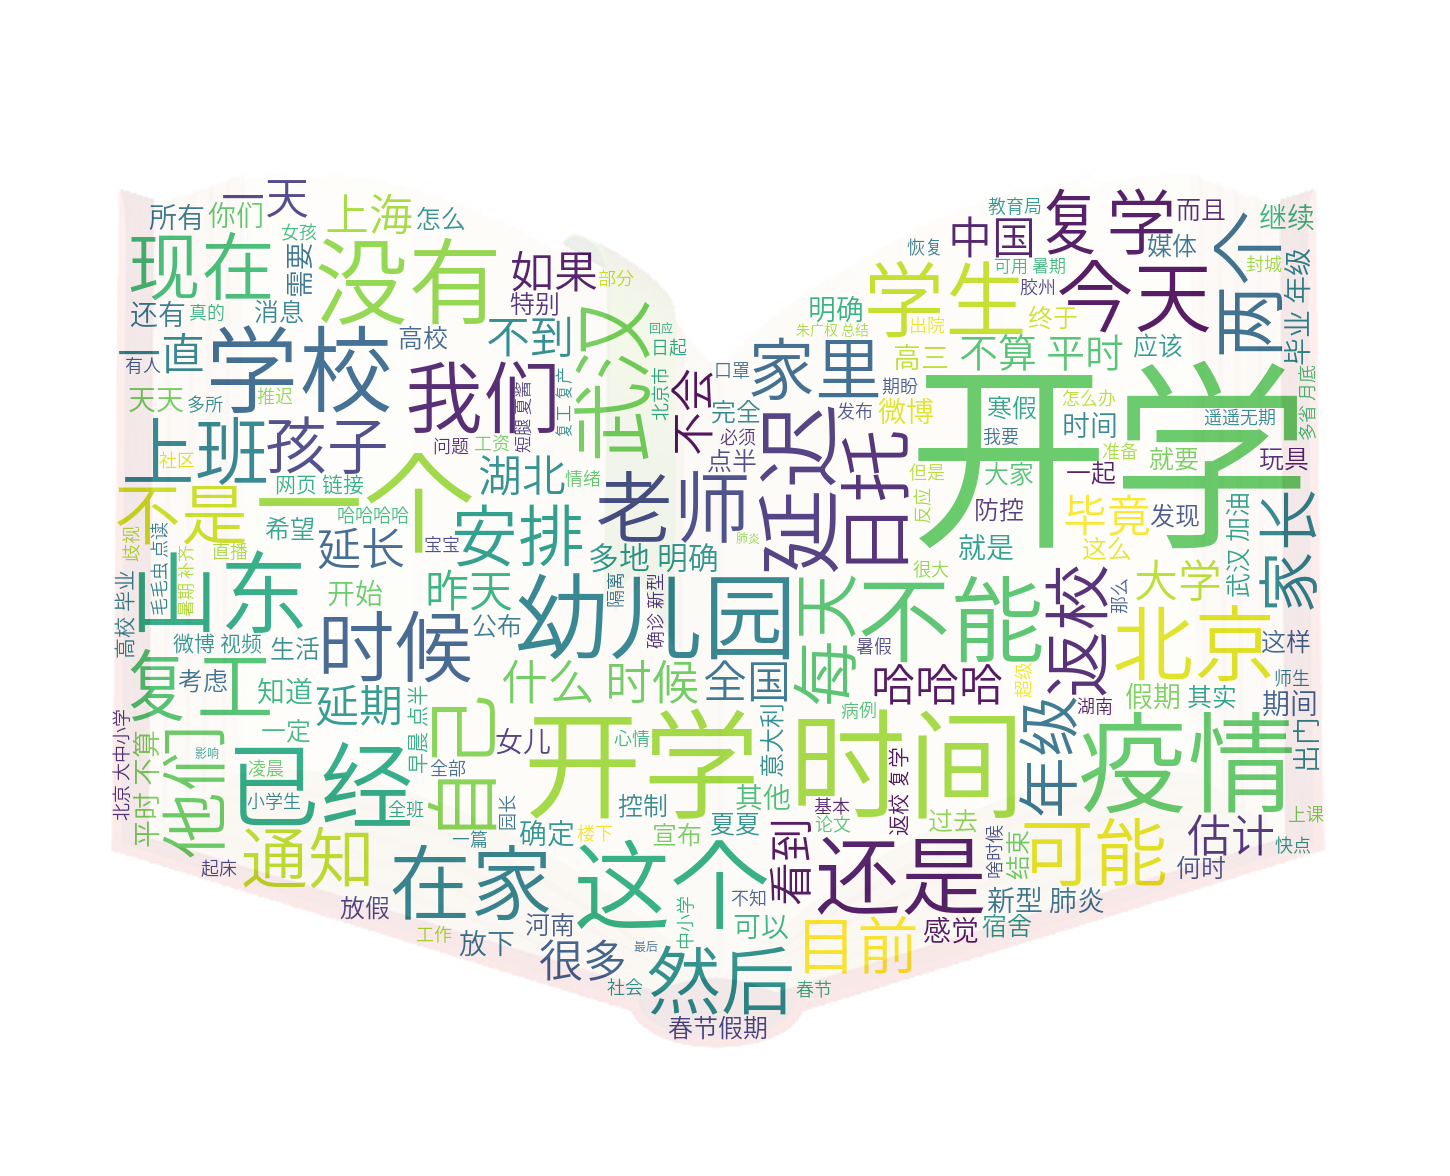 一天
所有
你们
女孩
上海
怎么
现在
需要
没有
如果
部分
特别
还有
真的
消息
高校
不到
武汉
回应
日起
一直
有人
学校
我们
短腿 夏酱
复工 复产
北京市
天天
多所
推迟
上班
孩子
问题
工资
社区
网页 链接
湖北
情绪
不是
一个
哈哈哈哈
希望
直播
歧视
毛毛虫 点读
暑期 补齐
延长
宝宝
安排
老师
多地 明确
肺炎
教育局
中国
复学
而且
继续
恢复
媒体
两个
封城
毕业 年级
可用 暑期
胶州
今天
学生
明确
出院
终于
朱广权 总结
高三
不算 平时
应该
家里
口罩
期盼
不会
完全
必须
点半
发布
微博
寒假
我要
怎么办
时间
遥遥无期
多省 月底
开学
延迟
日托
但是
大家
一起
准备
就要
玩具
反应
防控
毕竟
发现
这么
就是
很大
武汉 加油
家长
山东
高校 毕业
开始
昨天
公布
幼儿园
隔离
确诊 新型
每天
不能
暑假
返校
那么
大学
北京
这样
微博 视频
生活
时候
考虑
复工
知道
延期
早晨 点半
什么 时候
全国
哈哈哈
超级
湖南
假期 其实
师生
期间
北京 大中小学
平时 不算
他们
影响
一定
凌晨
小学生
已经
全班
全部
自己
女儿
心情
开学 时间
意大利
病例
年级
疫情
出门
园长
一篇
控制
其他
基本
论文
返校 复学
过去
上课
通知
起床
确定
楼下
宣布
夏夏
看到
还是
啥时候
结束
可能
估计
何时
快点
放假
在家
这个
不知
中小学
可以
新型 肺炎
工作
放下
河南
很多
最后
目前
感觉
宿舍
社会
然后
春节
春节假期